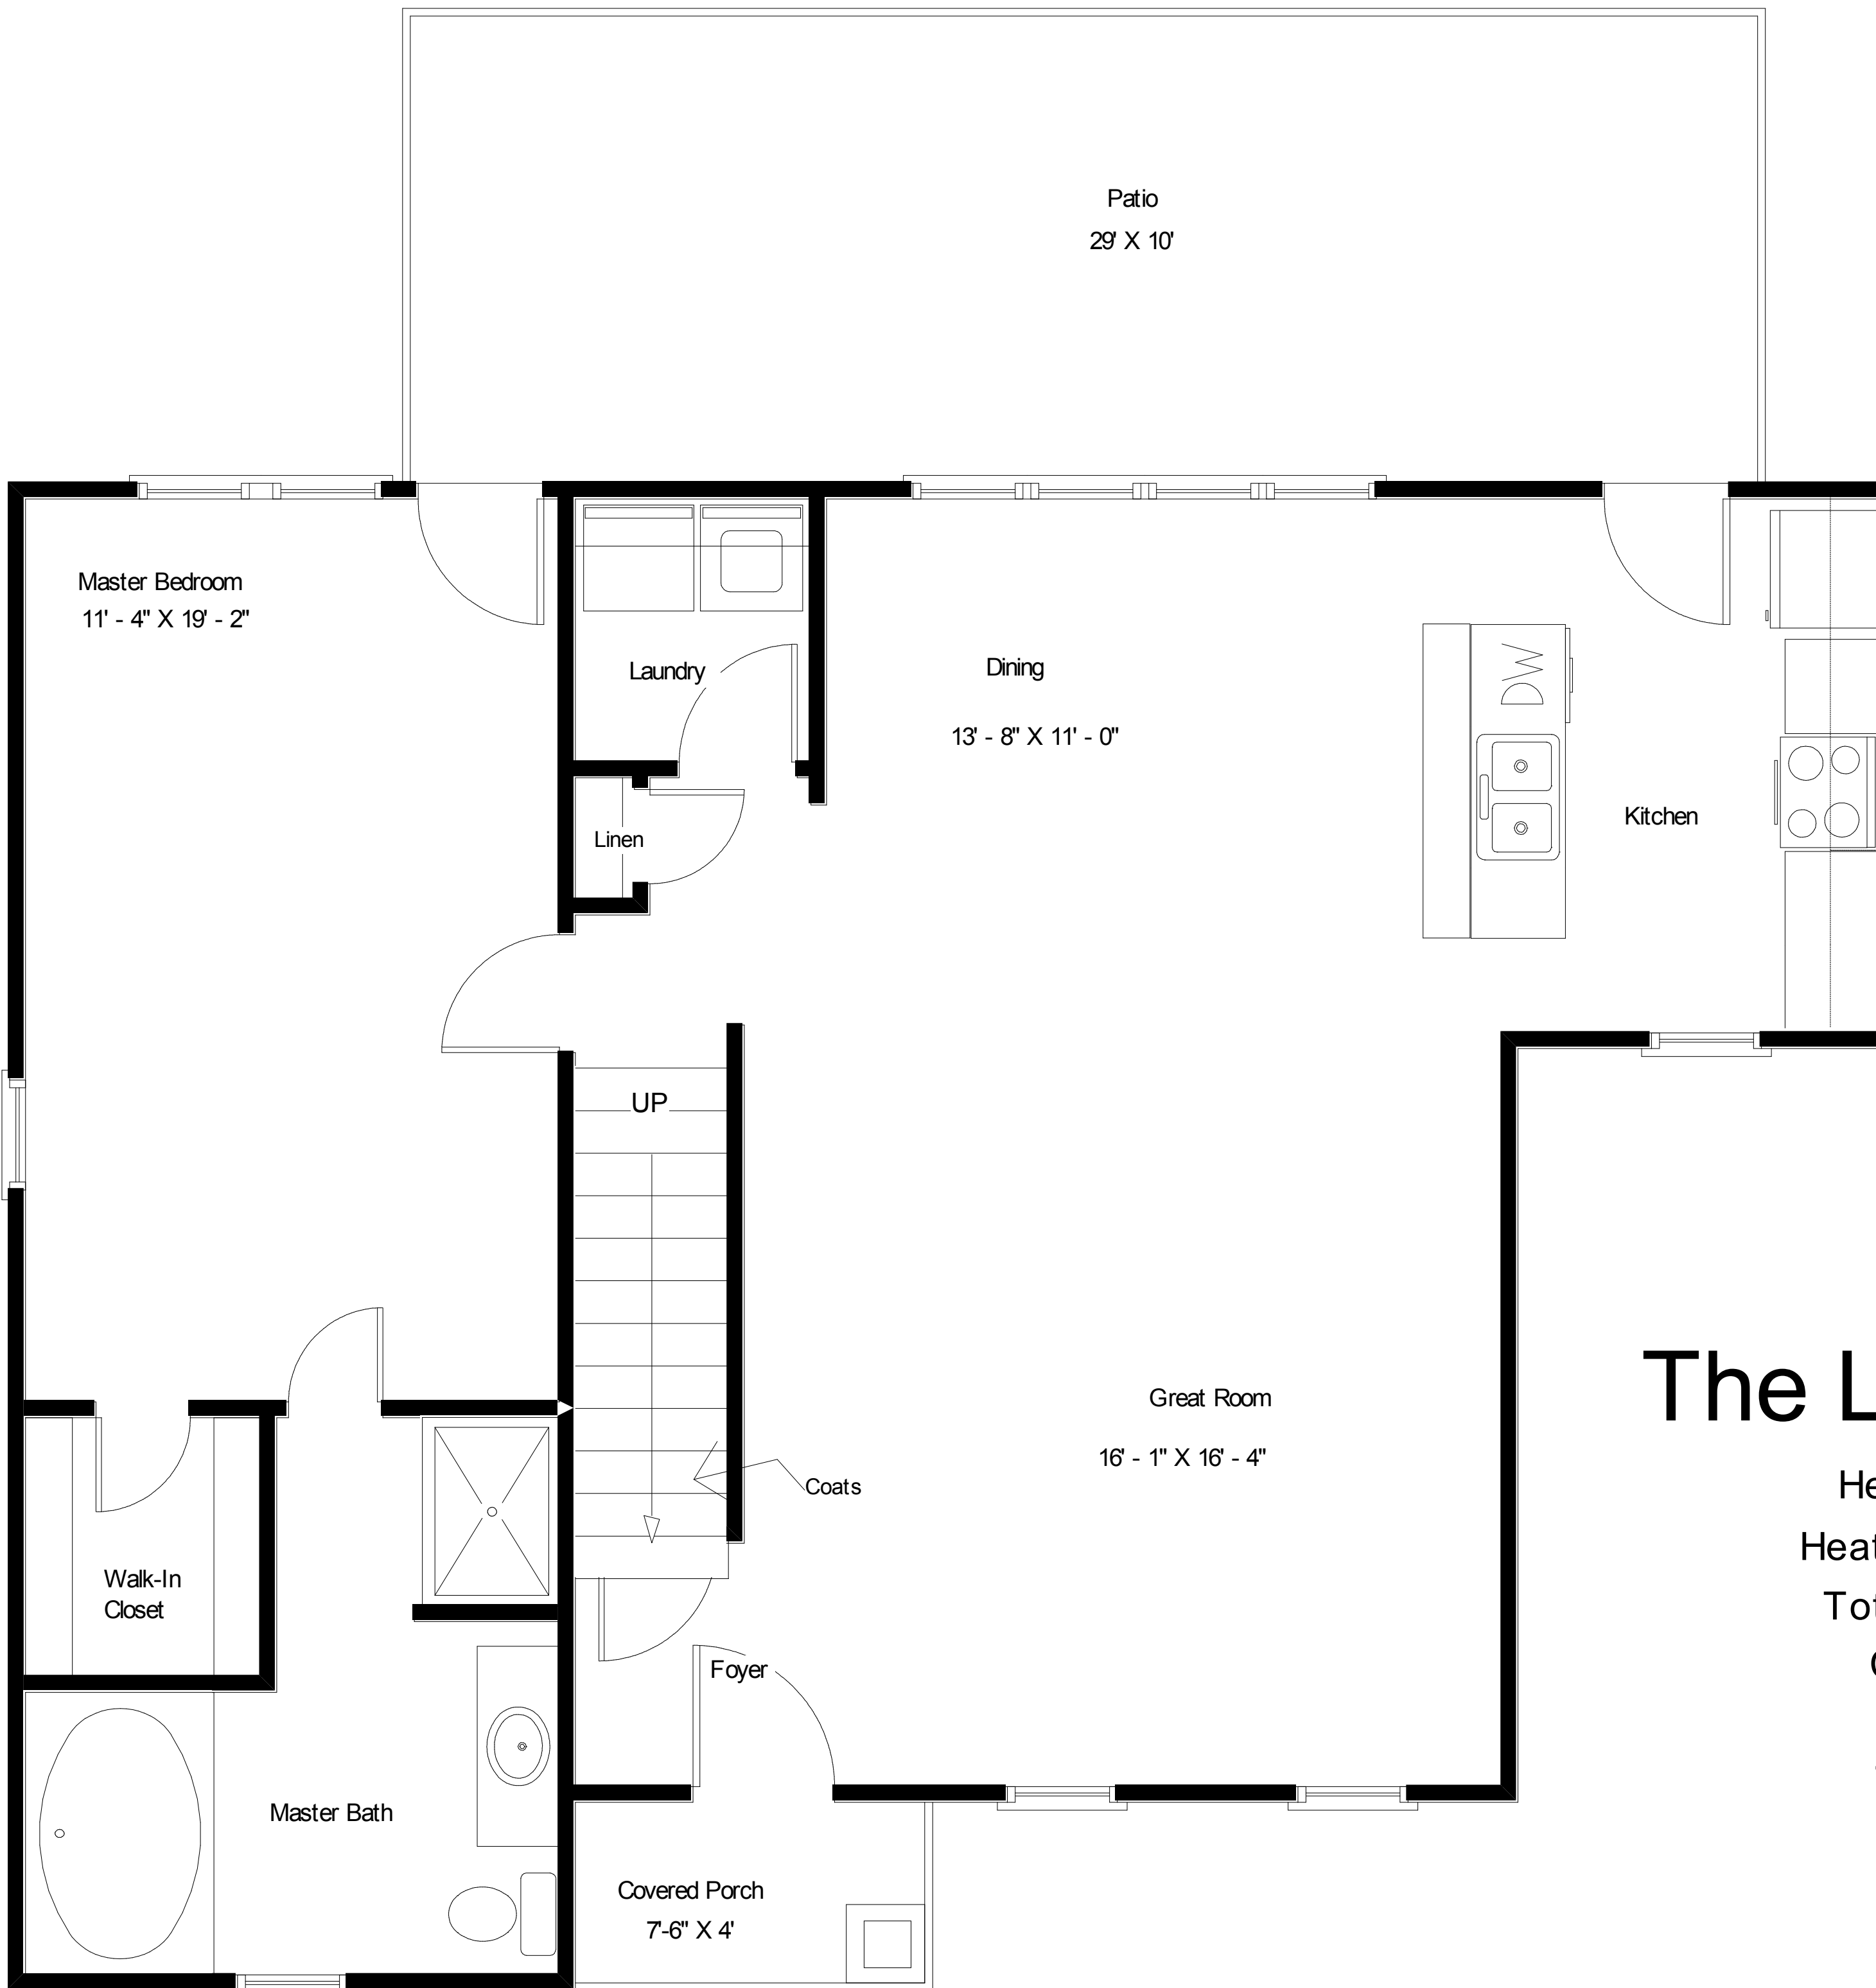 Patio
29' X 10'
Master Bedroom
11' - 4" X 19' - 2"
Laundry
Dining
13' - 8" X 11' - 0"
DW
Linen
Kitchen
UP
Great Room
16' - 1" X 16' - 4"
Coats
The L
He
Heat
Walk-In
Closet
Foyer
Master Bath
Covered Porch
7'-6" X 4'